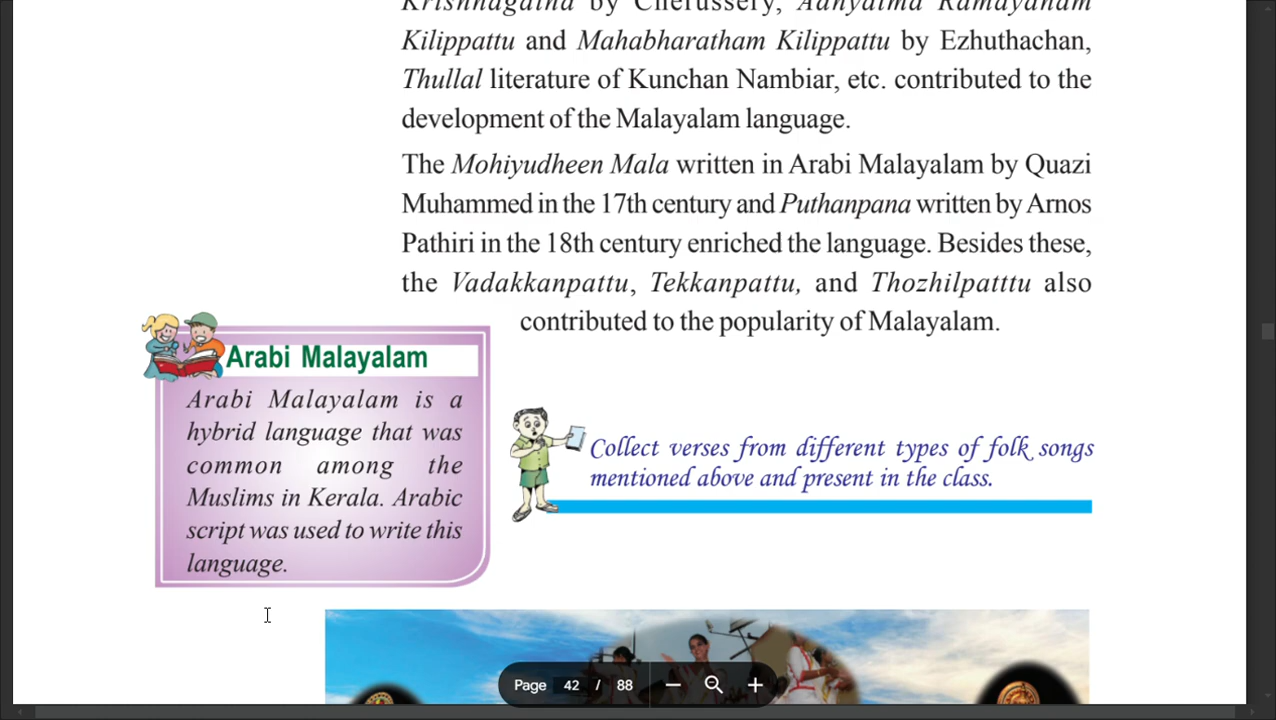 Krishnagatha by Cherussery, Adhyatma Ramayanam
Kilippattu and Mahabharatham Kilippattu by Ezhuthachan,
Thullal literature of Kunchan Nambiar, etc. contributed to the
development of the Malayalam language.
The Mohiyudheen Mala written in Arabi Malayalam by Quazi
Muhammed in the 17th century and Puthanpana written by Arnos
Pathiri in the 18th century enriched the language. Besides these,
the Vadakkanpattu, Tekkanpattu, and Thozhilpatttu also
contributed to the popularity of Malayalam.
Arabi Malayalam
Arabi Malayalam is a
hybrid language that was
common among the
Muslims in Kerala. Arabic
script was used to write this
language.
Collect verses from different types of folk songs
mentioned above and present in the class.
Page 42 / 88